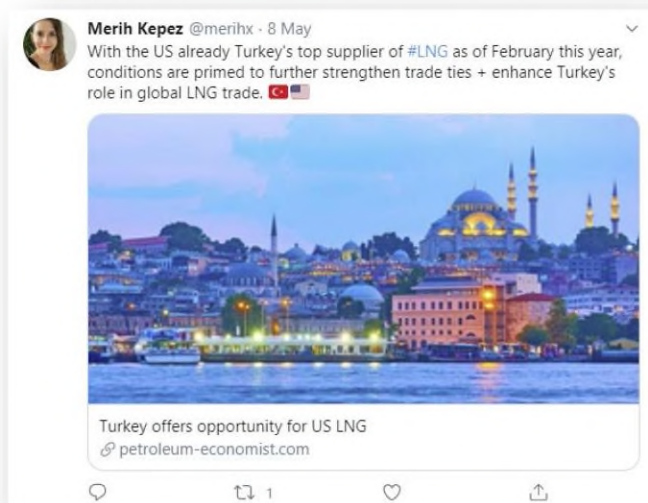 Merih Kepez @merihx · 8 May
With the US already Turkey's top supplier of #LNG as of February this year,
conditions are primed to further strengthen trade ties + enhance Turkey's
role in global LNG trade. 🇹🇷🇺🇸
Turkey offers opportunity for US LNG
petroleum-economist.com
1